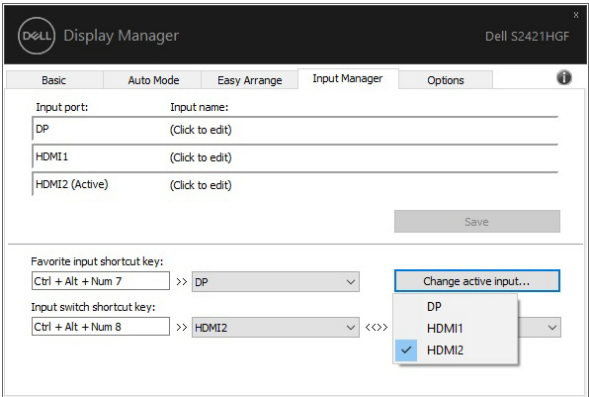 x
DELL Display Manager Dell S2421HGF
Basic Auto Mode Easy Arrange Input Manager Options i
Input port: Input name:
DP (Click to edit)
HDMI1 (Click to edit)
HDMI2 (Active) (Click to edit)
Save
Favorite input shortcut key:
Ctrl + Alt + Num 7 >> DP Change active input...
DP
Input switch shortcut key:
Ctrl + Alt + Num 8 >> HDMI2 <<>> HDMI1
HDMI2